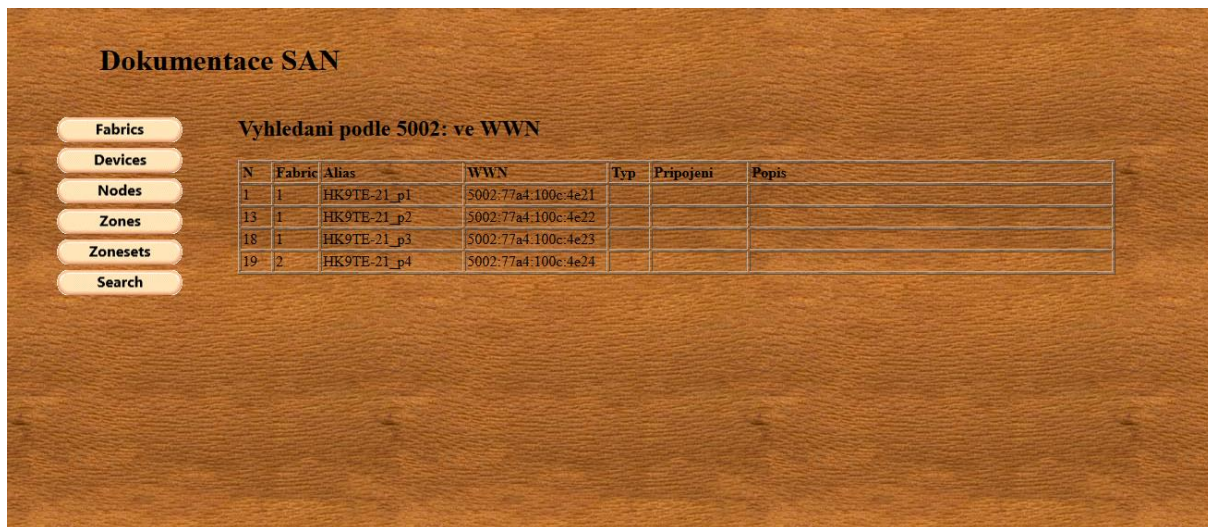 Dokumentace SAN
Fabrics
Devices
Nodes
Zones
Zonesets
Search
Vyhledani podle 5002: ve WWN
N Fabric Alias WWN Typ Pripojeni Popis
1 1 HK9TE-21_p1 5002:77a4:100c:4e21
13 1 HK9TE-21_p2 5002:77a4:100c:4e22
18 1 HK9TE-21_p3 5002:77a4:100c:4e23
19 2 HK9TE-21_p4 5002:77a4:100c:4e24